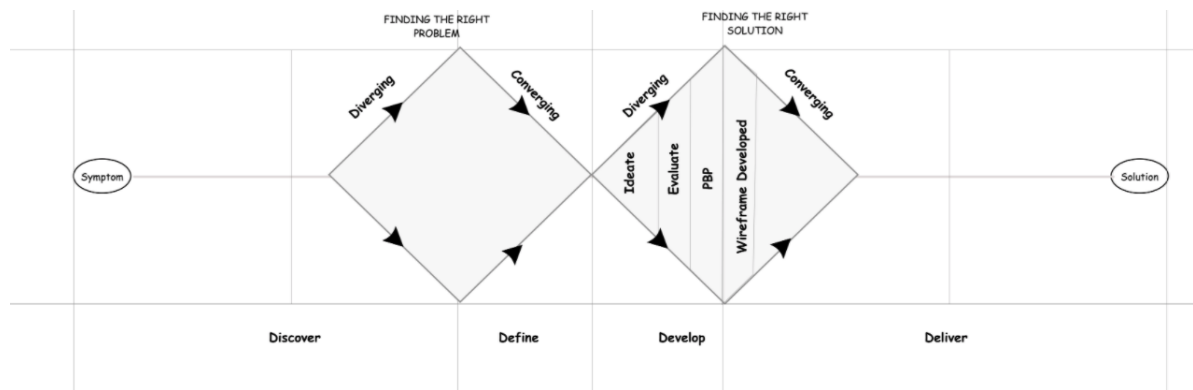 FINDING THE RIGHT
PROBLEM
FINDING THE RIGHT
SOLUTION
Diverging
Converging
Diverging
Converging
Symptom
Ideate
Evaluate
PBP
Wireframe Developed
Solution
Discover
Define
Develop
Deliver